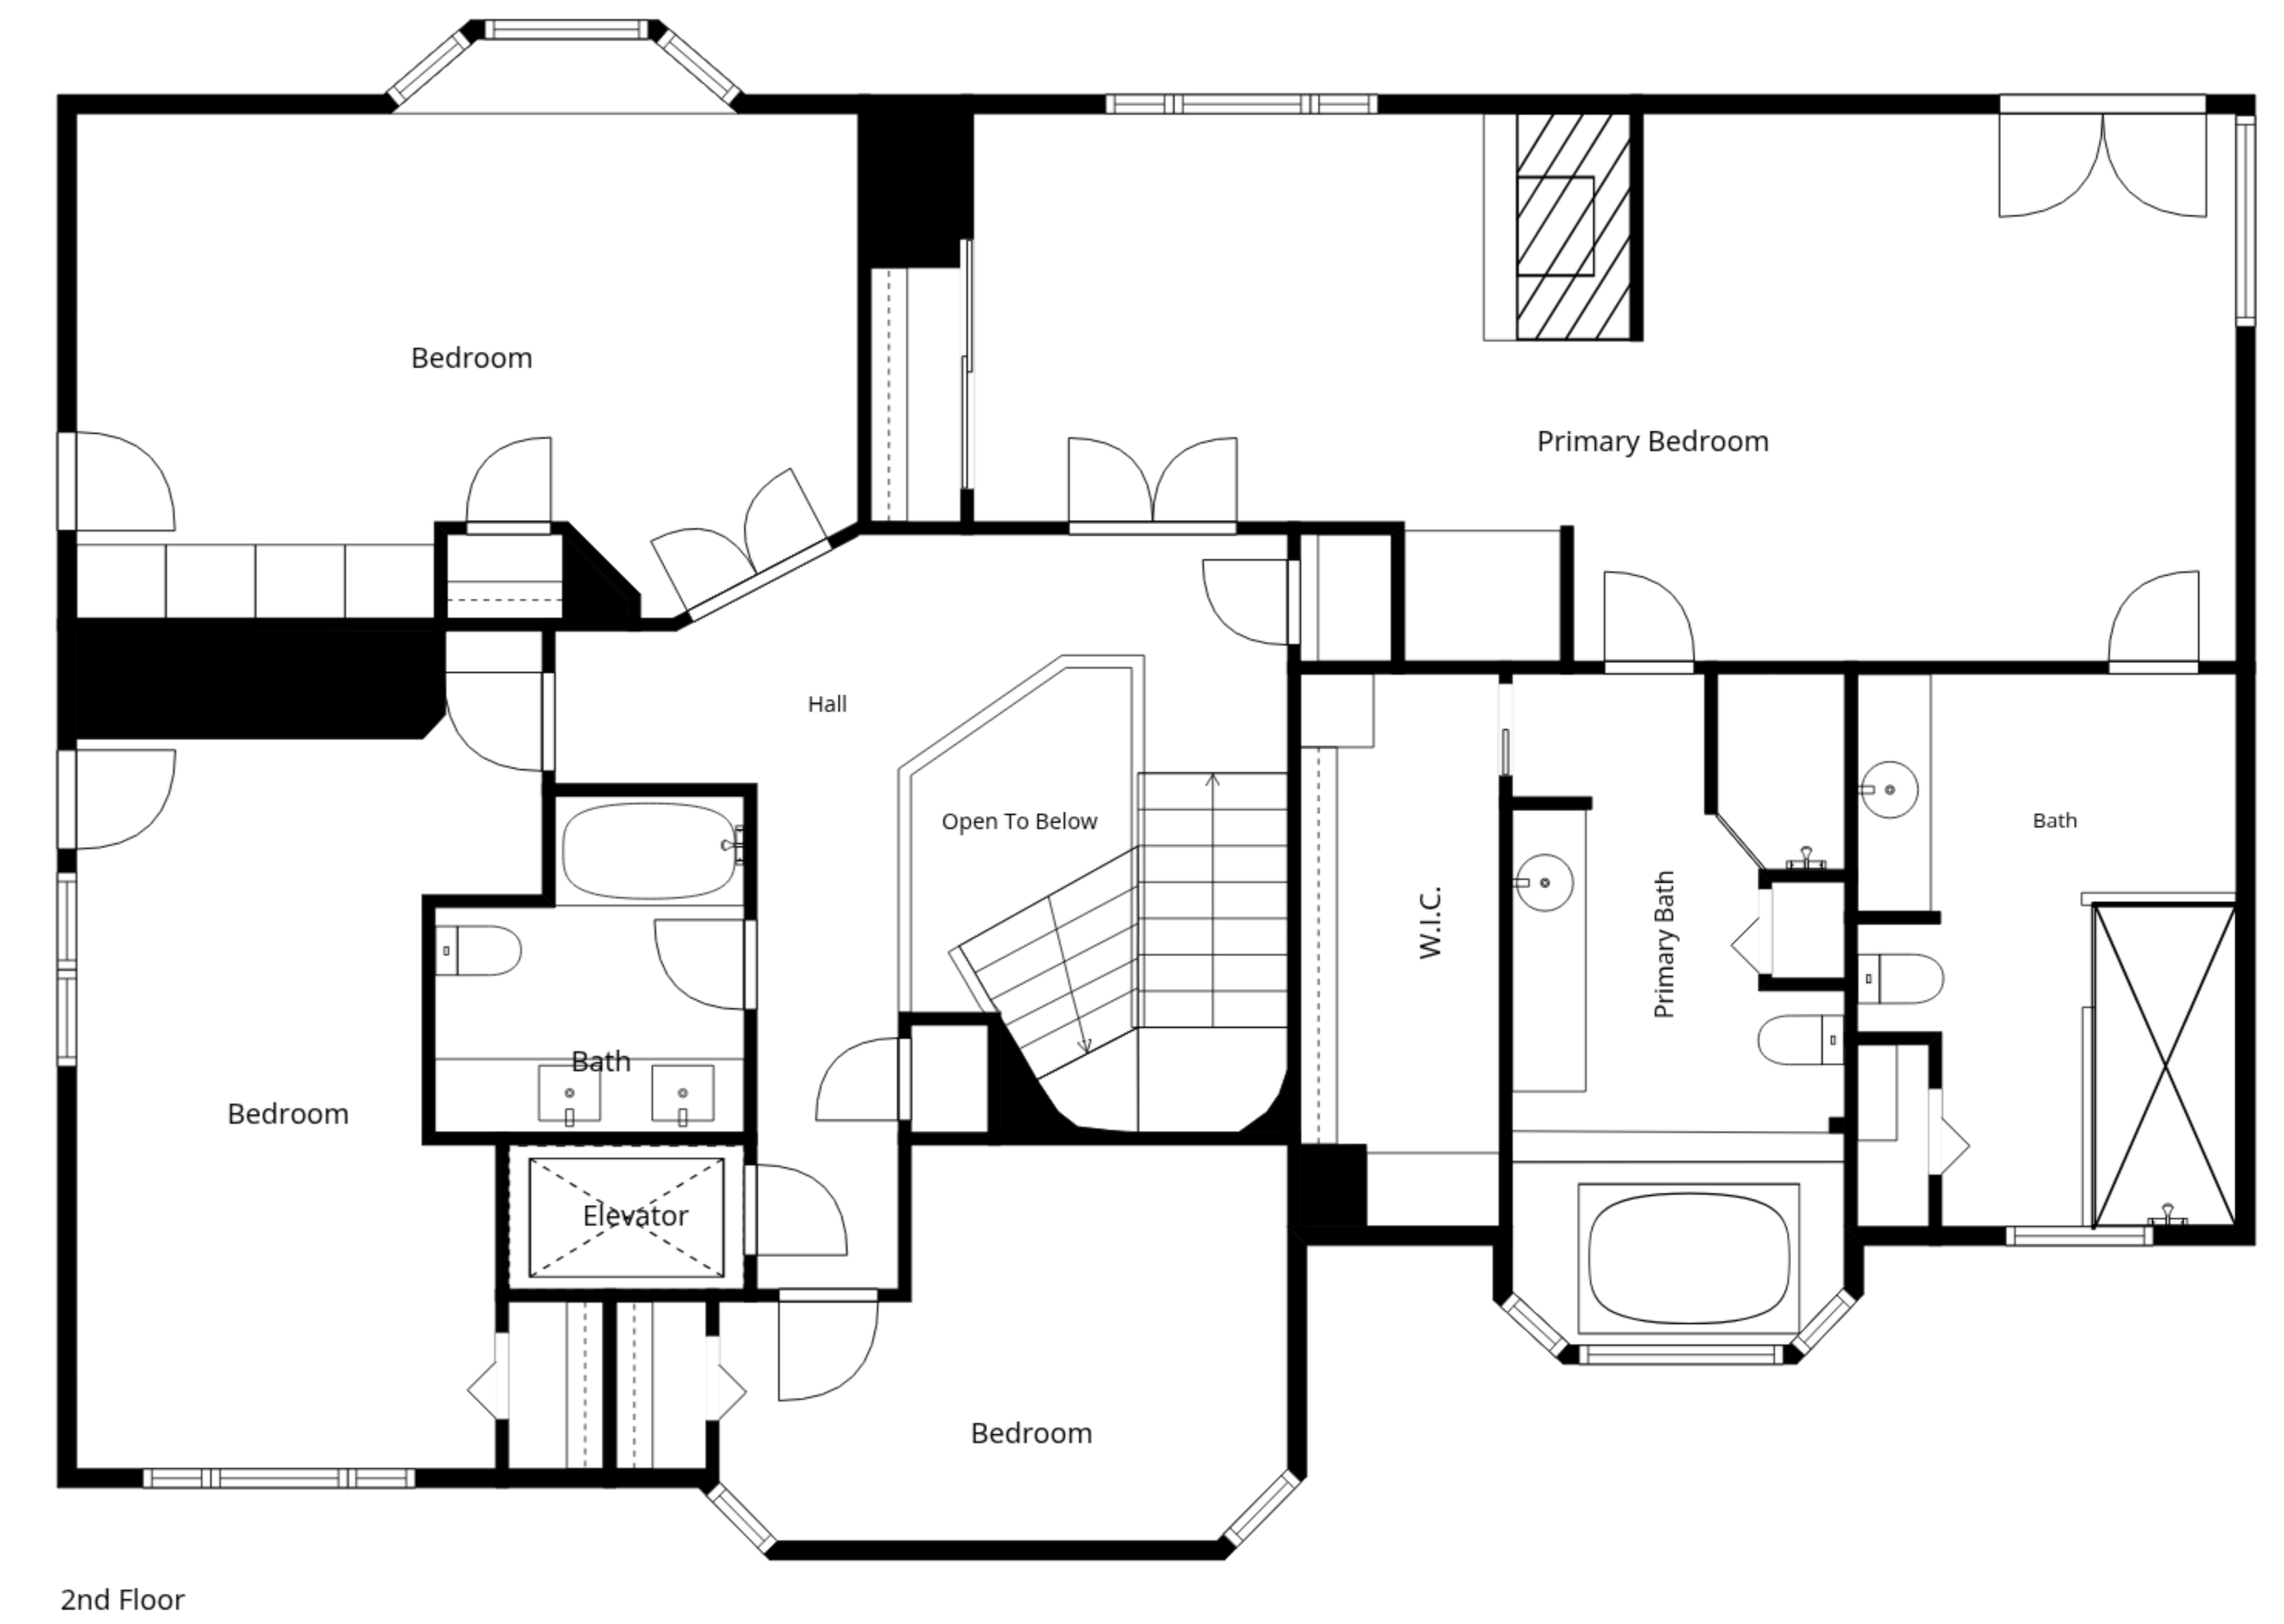 Bedroom
Primary Bedroom
Hall
Open To Below
Bath
W.I.C.
Primary Bath
Bath
Bedroom
Elevator
Bedroom
2nd Floor